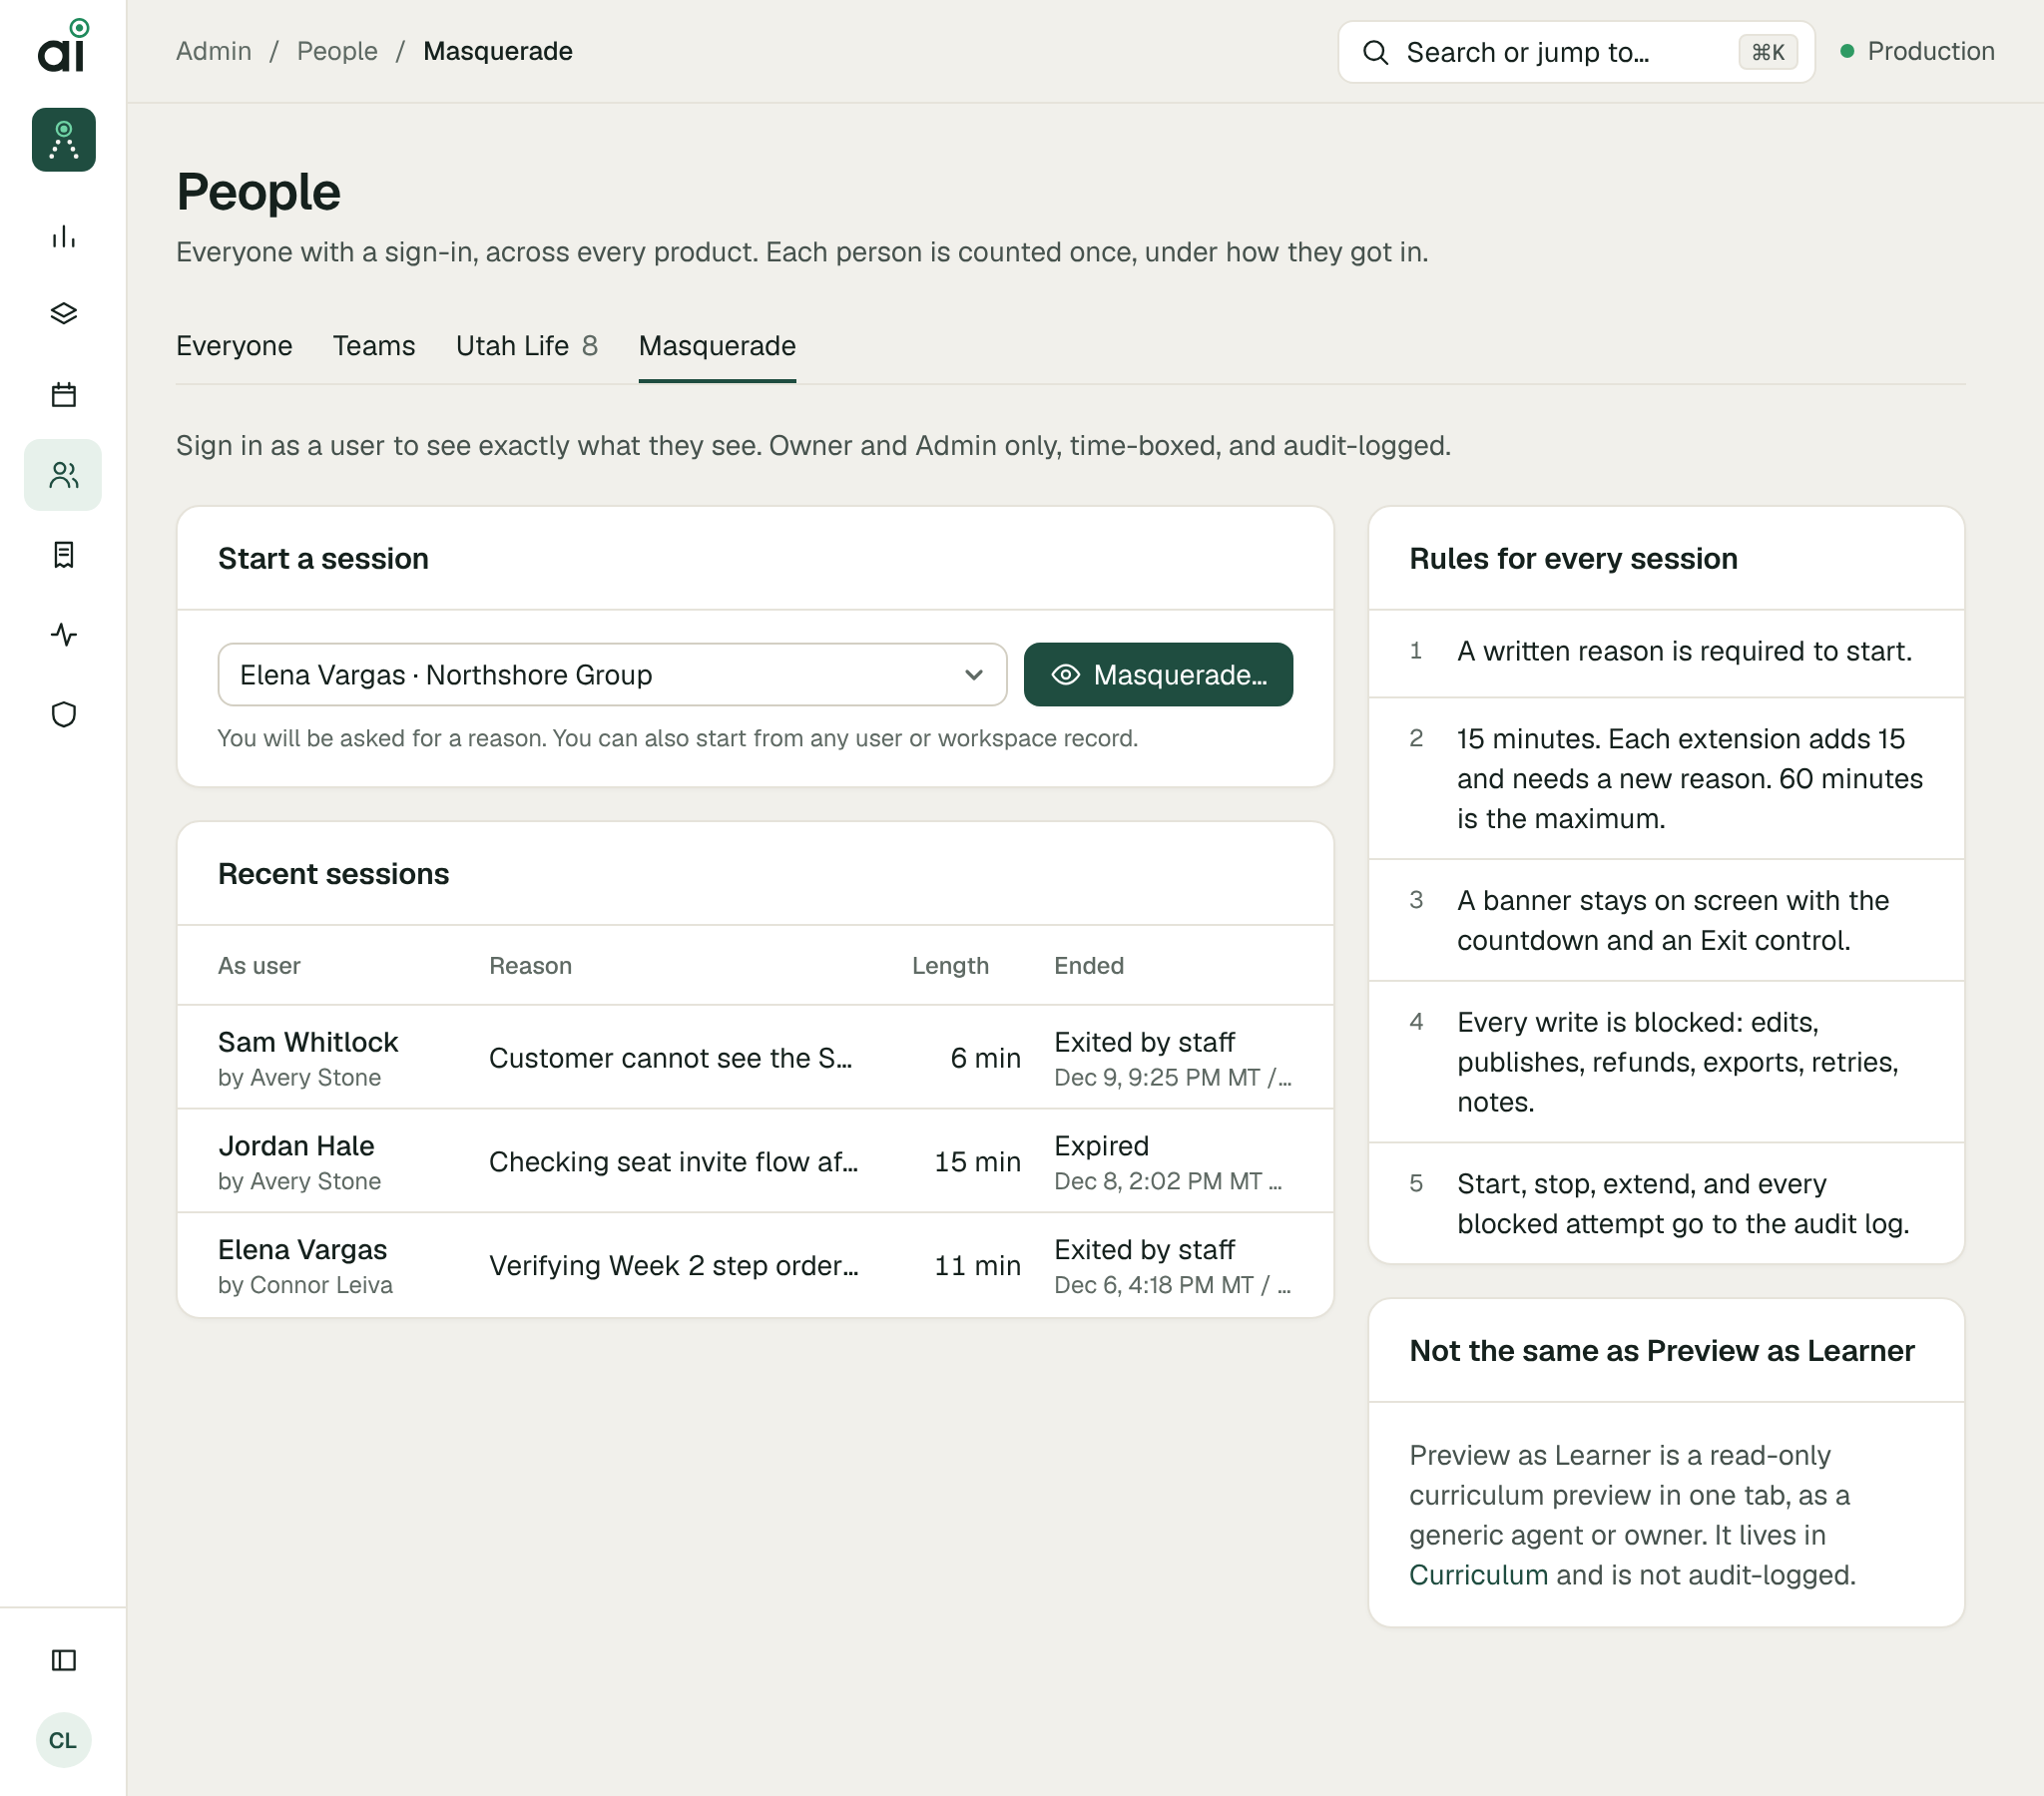 ai
Admin / People / Masquerade
Search or jump to…
⌘K
Production
People
Everyone with a sign-in, across every product. Each person is counted once, under how they got in.
Everyone
Teams
Utah Life 8
Masquerade
Sign in as a user to see exactly what they see. Owner and Admin only, time-boxed, and audit-logged.
Start a session
Elena Vargas · Northshore Group
Masquerade…
You will be asked for a reason. You can also start from any user or workspace record.
Recent sessions
As user Reason Length Ended
Sam Whitlock
by Avery Stone
Customer cannot see the S…
6 min
Exited by staff
Dec 9, 9:25 PM MT /…
Jordan Hale
by Avery Stone
Checking seat invite flow af…
15 min
Expired
Dec 8, 2:02 PM MT …
Elena Vargas
by Connor Leiva
Verifying Week 2 step order…
11 min
Exited by staff
Dec 6, 4:18 PM MT / …
Rules for every session
1 A written reason is required to start.
2 15 minutes. Each extension adds 15
and needs a new reason. 60 minutes
is the maximum.
3 A banner stays on screen with the
countdown and an Exit control.
4 Every write is blocked: edits,
publishes, refunds, exports, retries,
notes.
5 Start, stop, extend, and every
blocked attempt go to the audit log.
Not the same as Preview as Learner
Preview as Learner is a read-only
curriculum preview in one tab, as a
generic agent or owner. It lives in
Curriculum and is not audit-logged.
CL